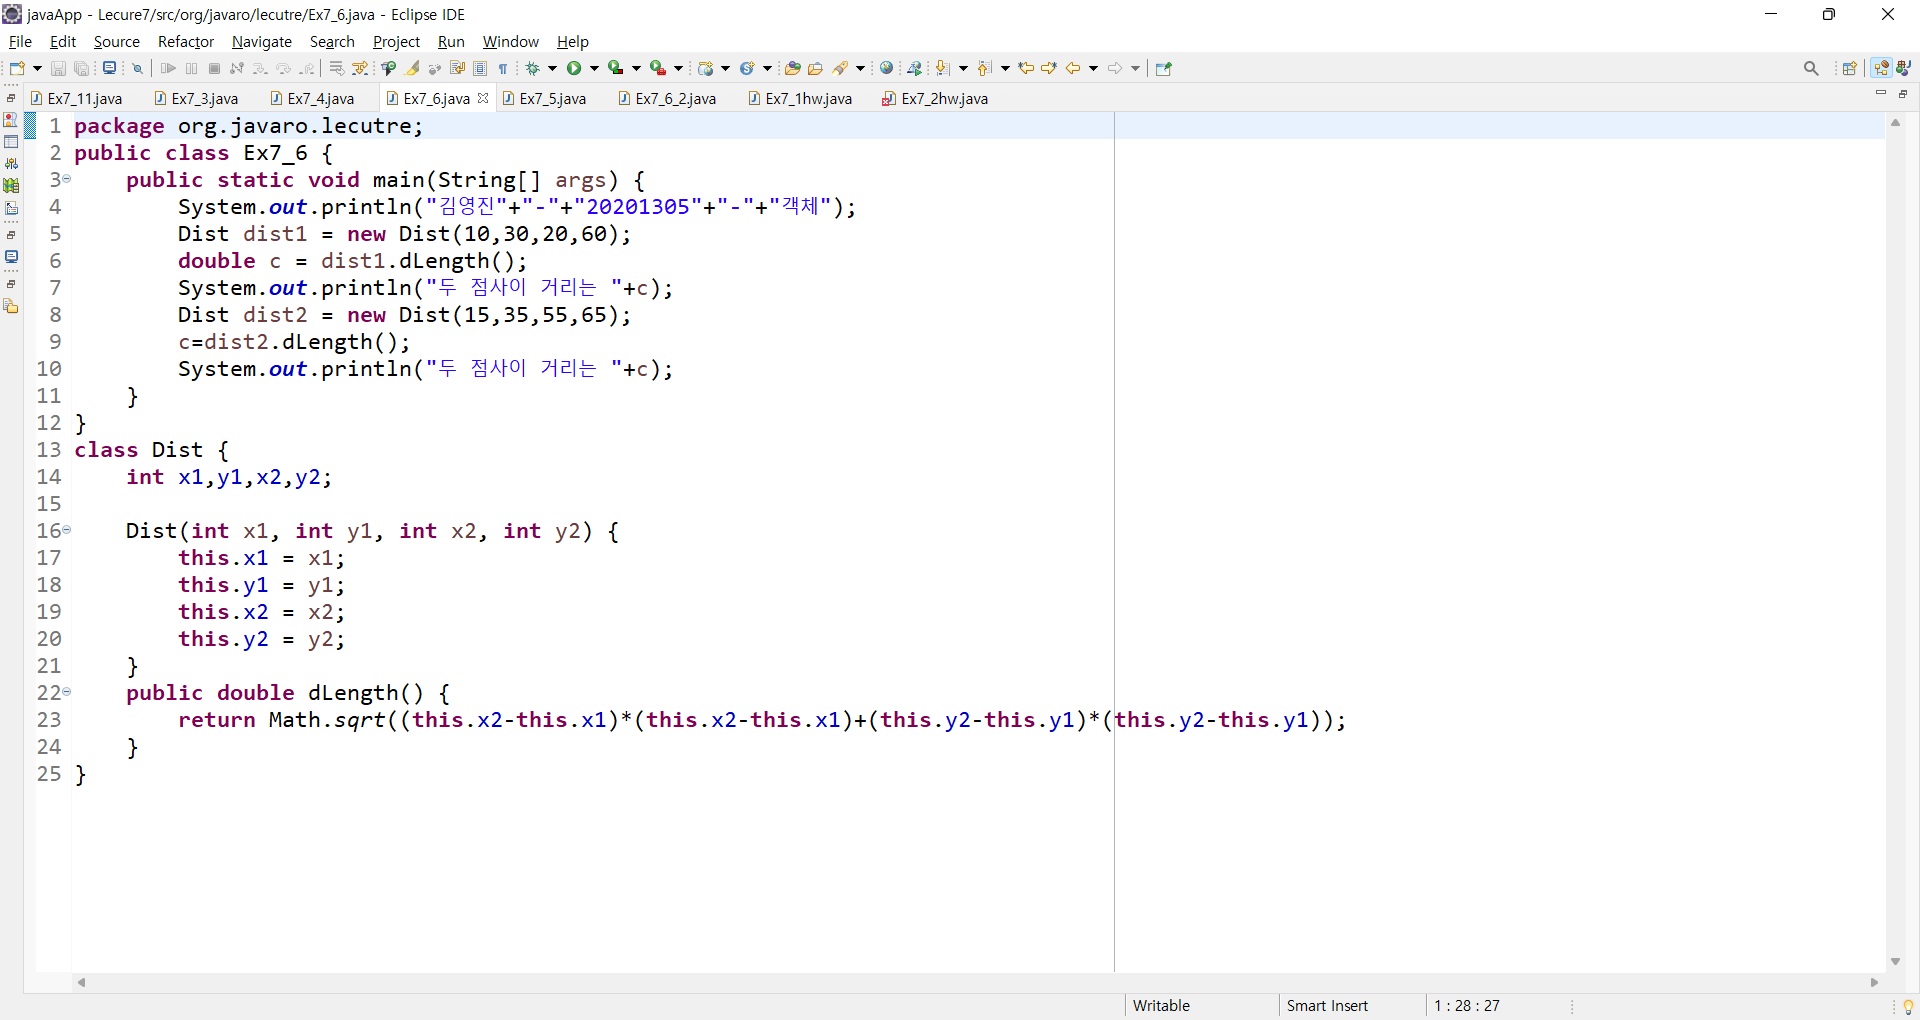 javaApp - Lecure7/src/org/javaro/lecutre/Ex7_6.java - Eclipse IDE
File Edit Source Refactor Navigate Search Project Run Window Help
Ex7_11.java Ex7_3.java Ex7_4.java Ex7_6.java Ex7_5.java Ex7_6_2.java Ex7_1hw.java Ex7_2hw.java
1 package org.javaro.lecutre;
2 public class Ex7_6 {
3     public static void main(String[] args) {
4         System.out.println("김영진"+"-"+"20201305"+"-"+"객체");
5         Dist dist1 = new Dist(10,30,20,60);
6         double c = dist1.dLength();
7         System.out.println("두 점사이 거리는 "+c);
8         Dist dist2 = new Dist(15,35,55,65);
9         c=dist2.dLength();
10         System.out.println("두 점사이 거리는 "+c);
11     }
12 }
13 class Dist {
14     int x1,y1,x2,y2;
15
16     Dist(int x1, int y1, int x2, int y2) {
17         this.x1 = x1;
18         this.y1 = y1;
19         this.x2 = x2;
20         this.y2 = y2;
21     }
22     public double dLength() {
23         return Math.sqrt((this.x2-this.x1)*(this.x2-this.x1)+(this.y2-this.y1)*(this.y2-this.y1));
24     }
25 }
Writable Smart Insert 1 : 28 : 27